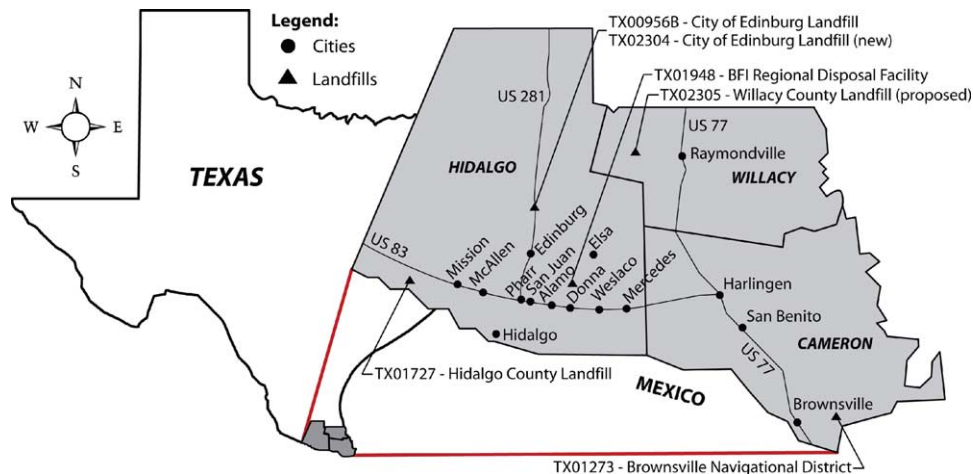 Legend:
Cities
Landfills
N
W
E
S
TEXAS
TX00956B - City of Edinburg Landfill
TX02304 - City of Edinburg Landfill (new)
TX01948 - BFI Regional Disposal Facility
TX02305 - Willacy County Landfill (proposed)
US 281
US 77
Raymondville
HIDALGO
WILLACY
US 83
Mission
McAllen
Edinburg
Pharr
San Juan
Alamo
Elsa
Donna
Weslaco
Mercedes
Harlingen
San Benito
Hidalgo
CAMERON
US 77
TX01727 - Hidalgo County Landfill
MEXICO
Brownsville
TX01273 - Brownsville Navigational District